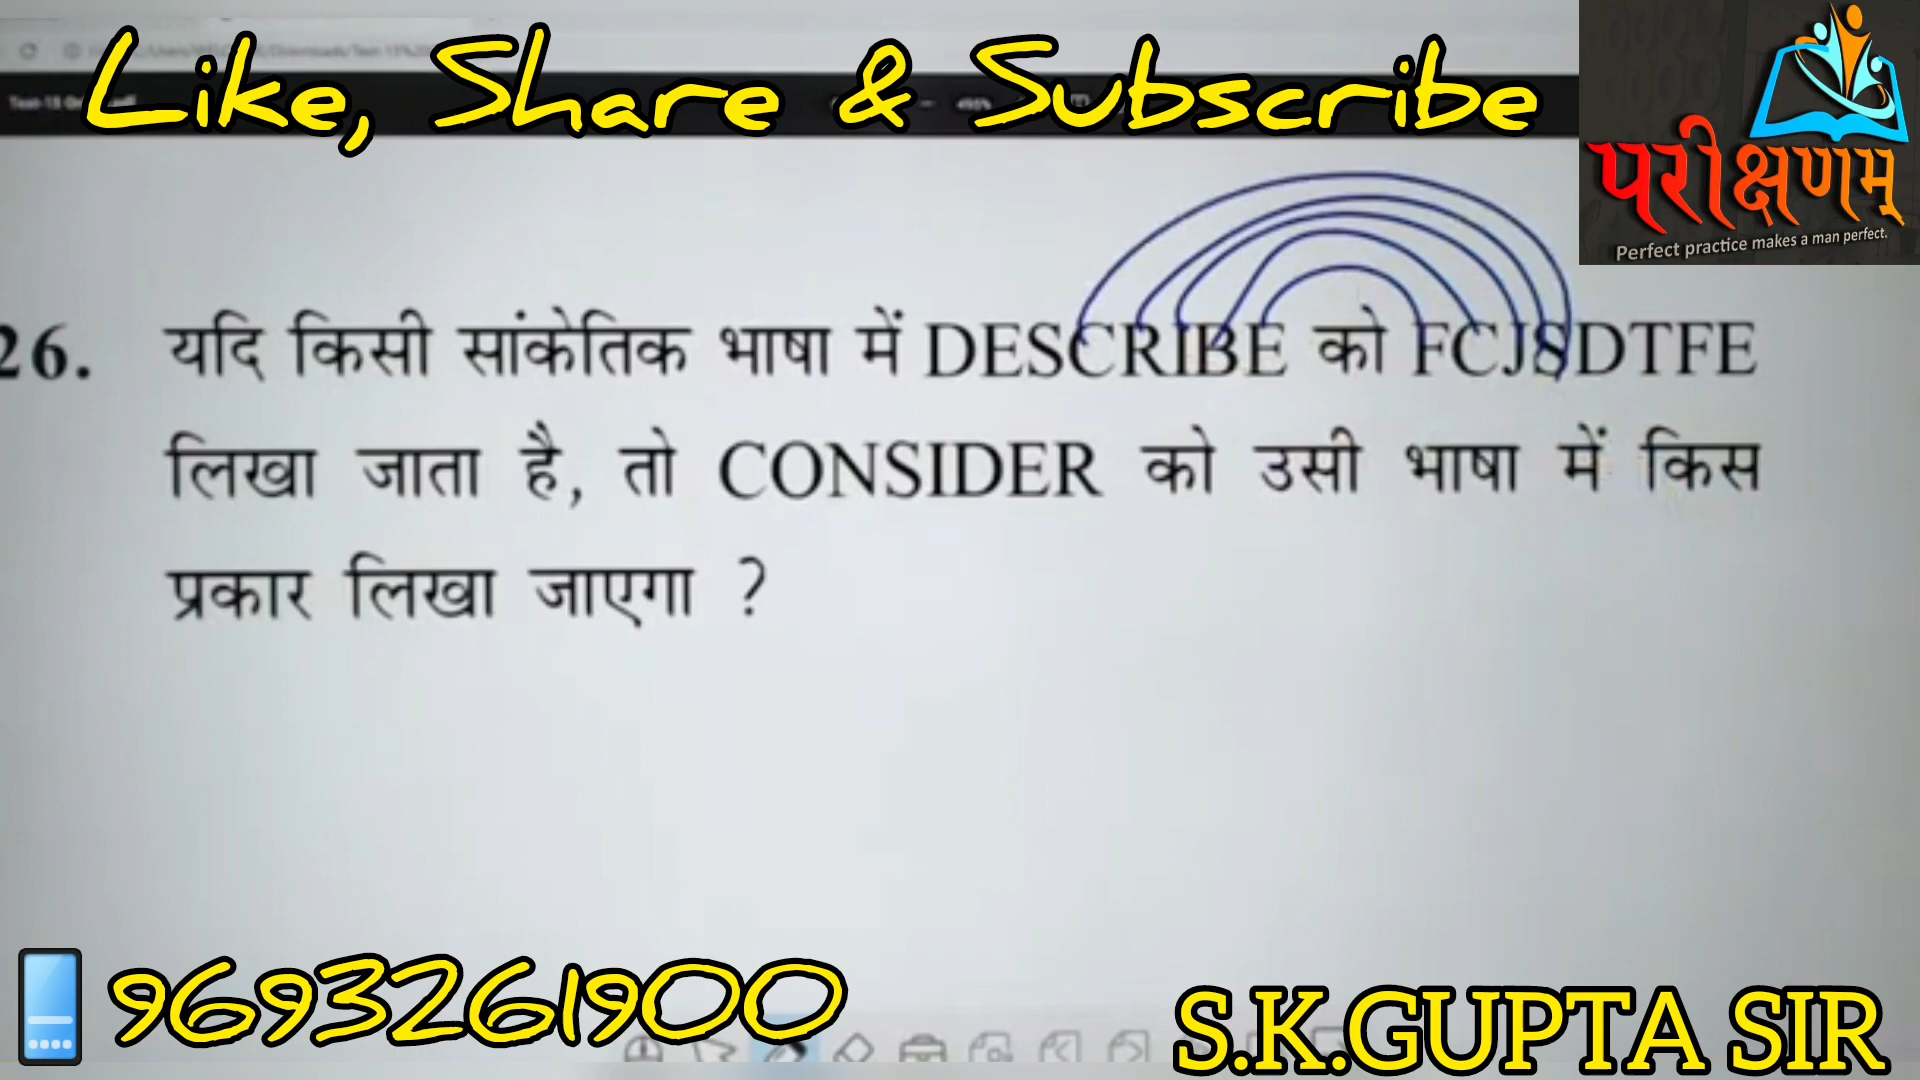 Like, Share & Subscribe
परीक्षणम्
Perfect practice makes a man perfect.
26. यदि किसी सांकेतिक भाषा में DESCRIBE को FCJSDTFE
लिखा जाता है, तो CONSIDER को उसी भाषा में किस
प्रकार लिखा जाएगा ?
9693261900
S.K.GUPTA SIR